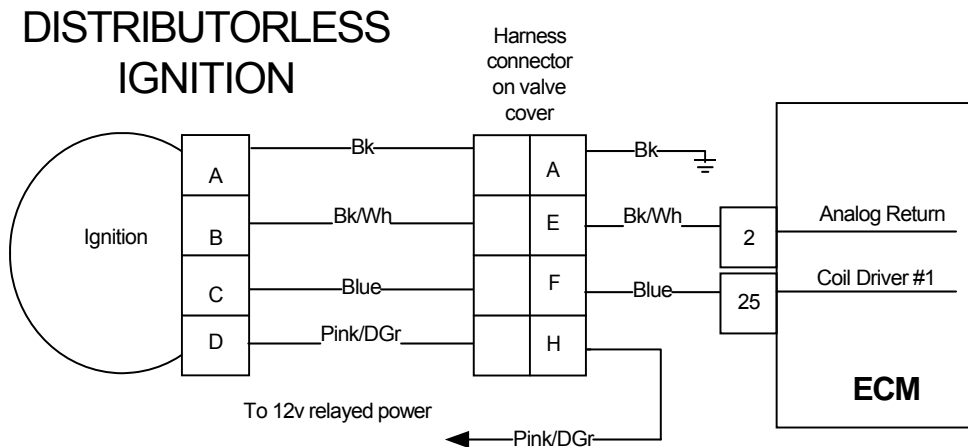 DISTRIBUTORLESS
IGNITION
Harness
connector
on valve
cover
Ignition
A
Bk
A
Bk
B
Bk/Wh
E
Bk/Wh
2
Analog Return
C
Blue
F
Blue
25
Coil Driver #1
D
Pink/DGr
H
ECM
To 12v relayed power
Pink/DGr